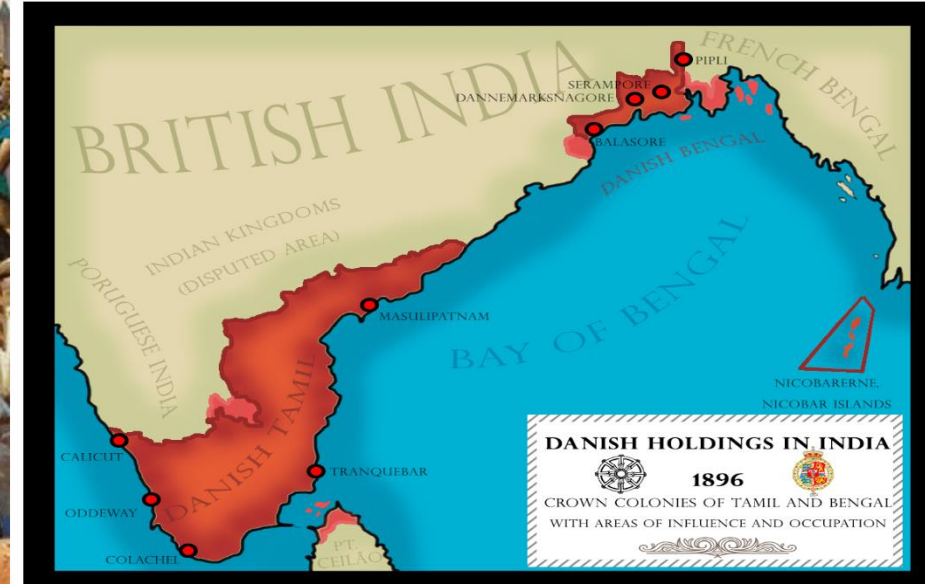 BRITISH INDIA
FRENCH BENGAL
PIPLI
SERAMPORE
DANNEMARKSNAGORE
BALASORE
DANISH BENGAL
INDIAN KINGDOMS
(DISPUTED AREA)
PORUGUESE INDIA
MASULIPATNAM
BAY OF BENGAL
DANISH TAMIL
NICOBARERNE,
NICOBAR ISLANDS
CALICUT
TRANQUEBAR
ODDEWAY
COLACHEL
PT.
CEILÃO
DANISH HOLDINGS IN INDIA
1896
CROWN COLONIES OF TAMIL AND BENGAL
WITH AREAS OF INFLUENCE AND OCCUPATION